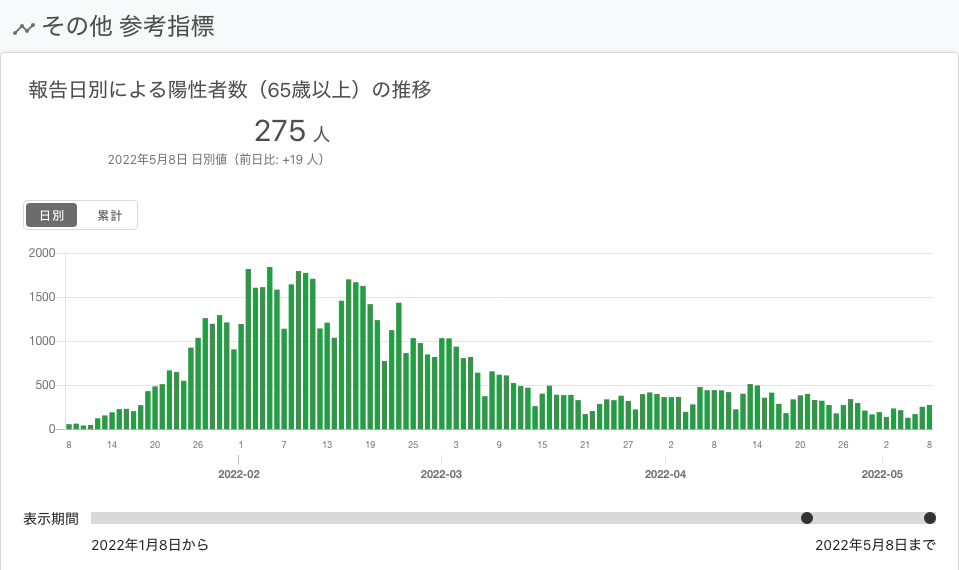 その他 参考指標
報告日別による陽性者数（65歳以上）の推移
275 人
2022年5月8日 日別値（前日比: +19 人）
日別 累計
2000
1500
1000
500
0
8 14 20 26 1 7 13 19 25 3 9 15 21 27 2 8 14 20 26 2 8
2022-02 2022-03 2022-04 2022-05
表示期間
2022年1月8日から 2022年5月8日まで